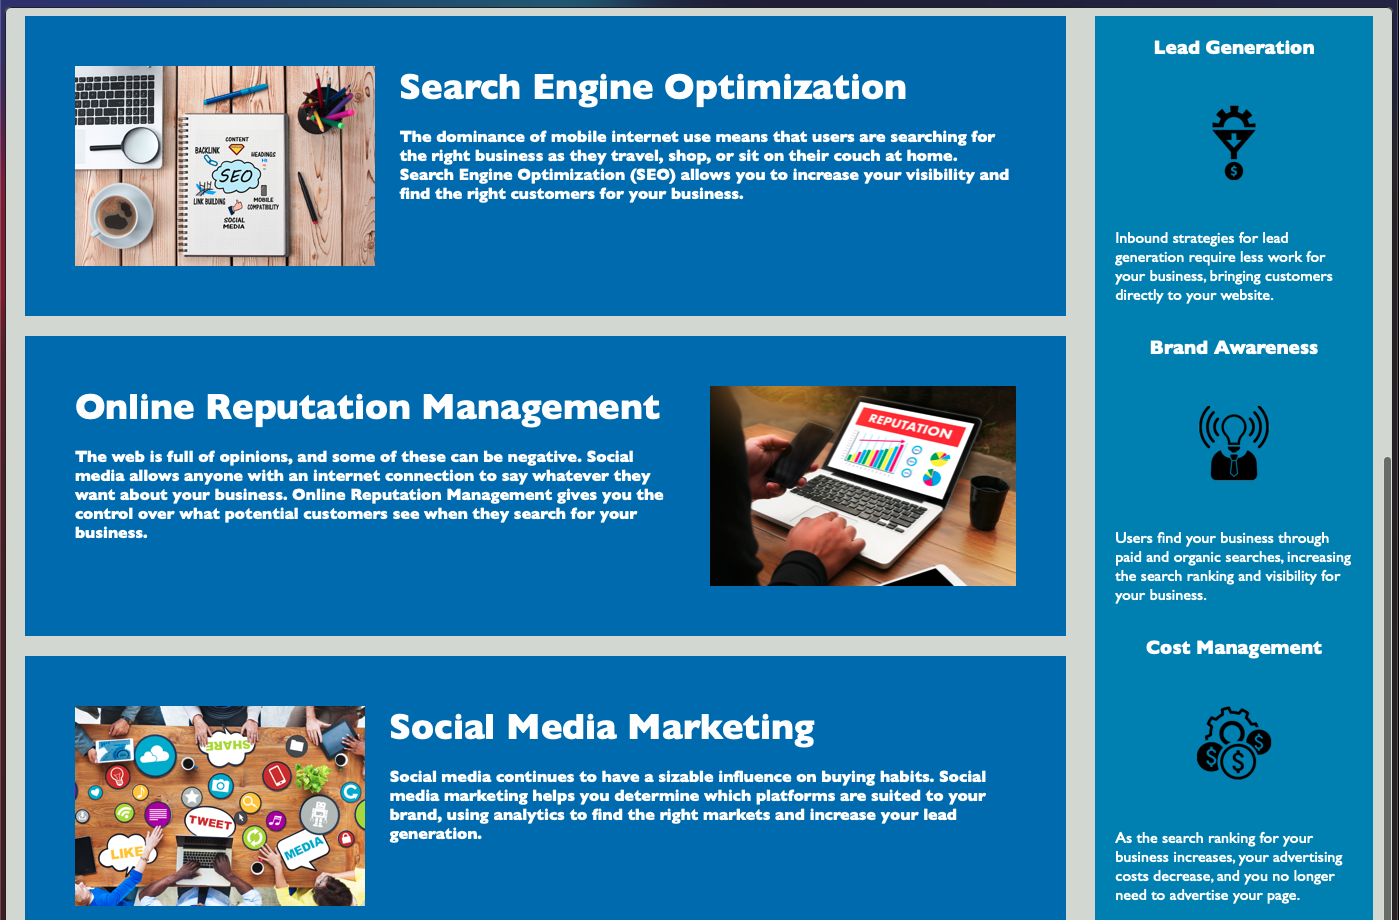 Search Engine Optimization
The dominance of mobile internet use means that users are searching for
the right business as they travel, shop, or sit on their couch at home.
Search Engine Optimization (SEO) allows you to increase your visibility and
find the right customers for your business.
CONTENT
BACKLINK
HEADINGS
SEO
LINK BUILDING
MOBILE
COMPATIBILITY
SOCIAL
MEDIA
Online Reputation Management
The web is full of opinions, and some of these can be negative. Social
media allows anyone with an internet connection to say whatever they
want about your business. Online Reputation Management gives you the
control over what potential customers see when they search for your
business.
REPUTATION
Social Media Marketing
Social media continues to have a sizable influence on buying habits. Social
media marketing helps you determine which platforms are suited to your
brand, using analytics to find the right markets and increase your lead
generation.
SHARE
TWEET
LIKE
MEDIA
Lead Generation
$
Inbound strategies for lead
generation require less work for
your business, bringing customers
directly to your website.
Brand Awareness
Users find your business through
paid and organic searches, increasing
the search ranking and visibility for
your business.
Cost Management
$ $ $
As the search ranking for your
business increases, your advertising
costs decrease, and you no longer
need to advertise your page.